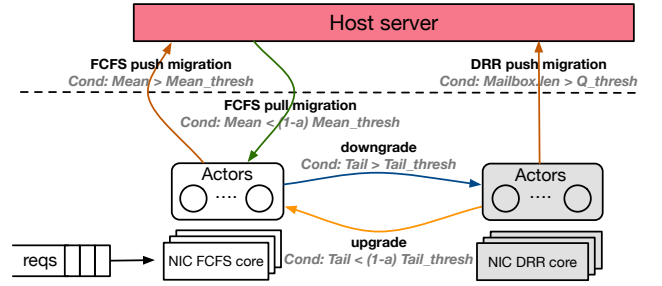 Host server
FCFS push migration
Cond: Mean > Mean_thresh
DRR push migration
Cond: Mailbox.len > Q_thresh
FCFS pull migration
Cond: Mean < (1-a) Mean_thresh
downgrade
Cond: Tail > Tail_thresh
Actors
....
Actors
....
upgrade
Cond: Tail < (1-a) Tail_thresh
reqs
NIC FCFS core
NIC DRR core